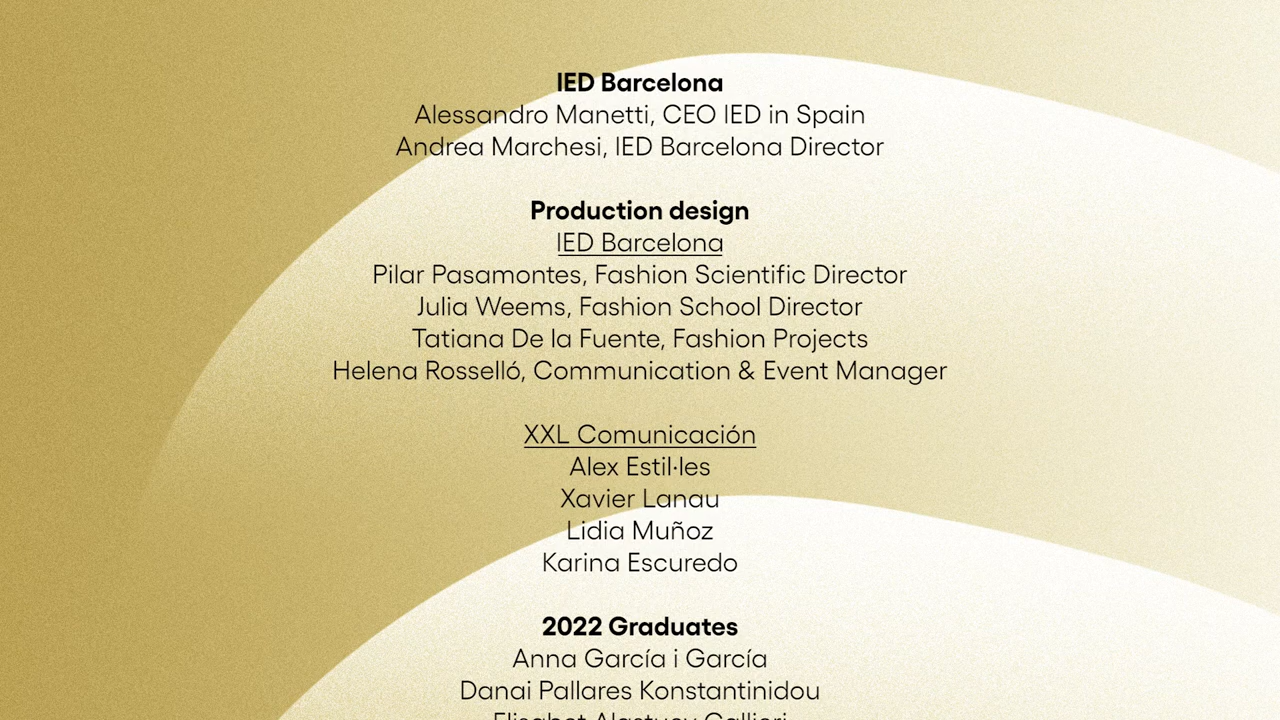 IED Barcelona
Alessandro Manetti, CEO IED in Spain
Andrea Marchesi, IED Barcelona Director
Production design
IED Barcelona
Pilar Pasamontes, Fashion Scientific Director
Julia Weems, Fashion School Director
Tatiana De la Fuente, Fashion Projects
Helena Rosselló, Communication & Event Manager
XXL Comunicación
Alex Estil·les
Xavier Lanau
Lidia Muñoz
Karina Escuredo
2022 Graduates
Anna García i García
Danai Pallares Konstantinidou